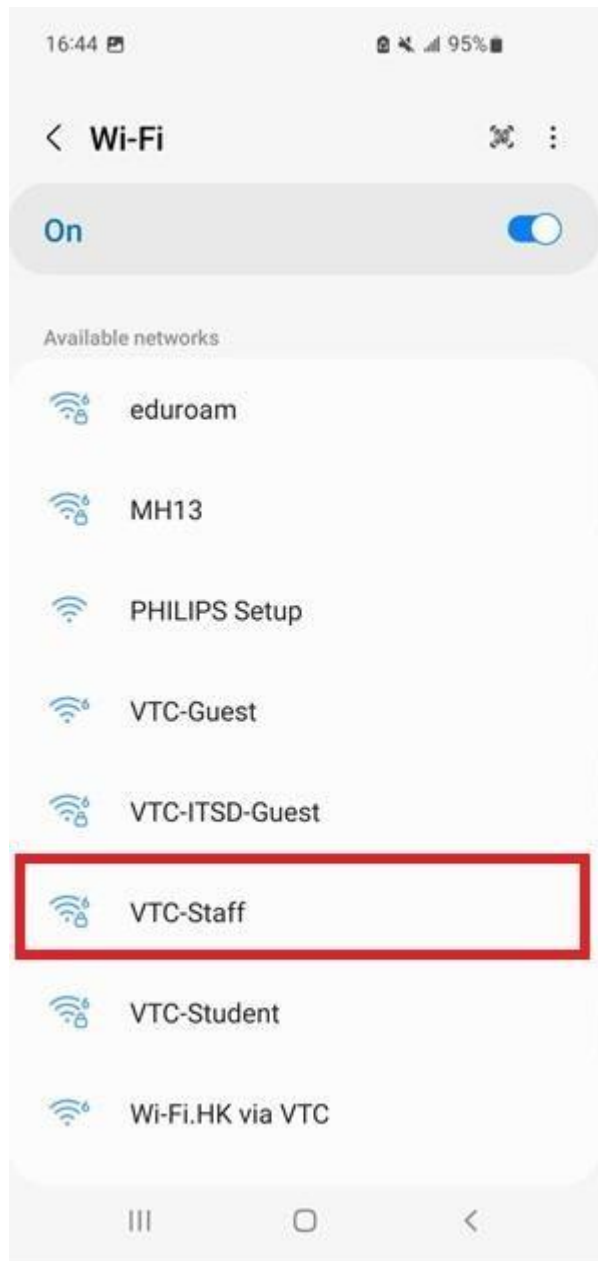 16:44 95%
Wi-Fi
On
Available networks
eduroam
MH13
PHILIPS Setup
VTC-Guest
VTC-ITSD-Guest
VTC-Staff
VTC-Student
Wi-Fi.HK via VTC